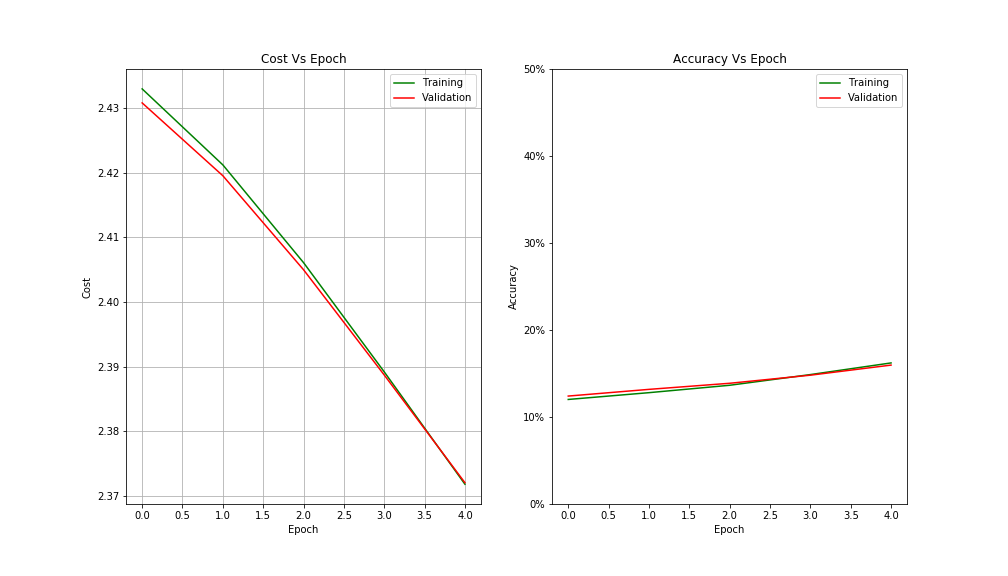 Cost Vs Epoch
Training
Validation
2.43
2.42
2.41
2.40
2.39
2.38
2.37
Cost
0.0 0.5 1.0 1.5 2.0 2.5 3.0 3.5 4.0
Epoch
Accuracy Vs Epoch
Training
Validation
50%
40%
30%
20%
10%
0%
Accuracy
0.0 0.5 1.0 1.5 2.0 2.5 3.0 3.5 4.0
Epoch